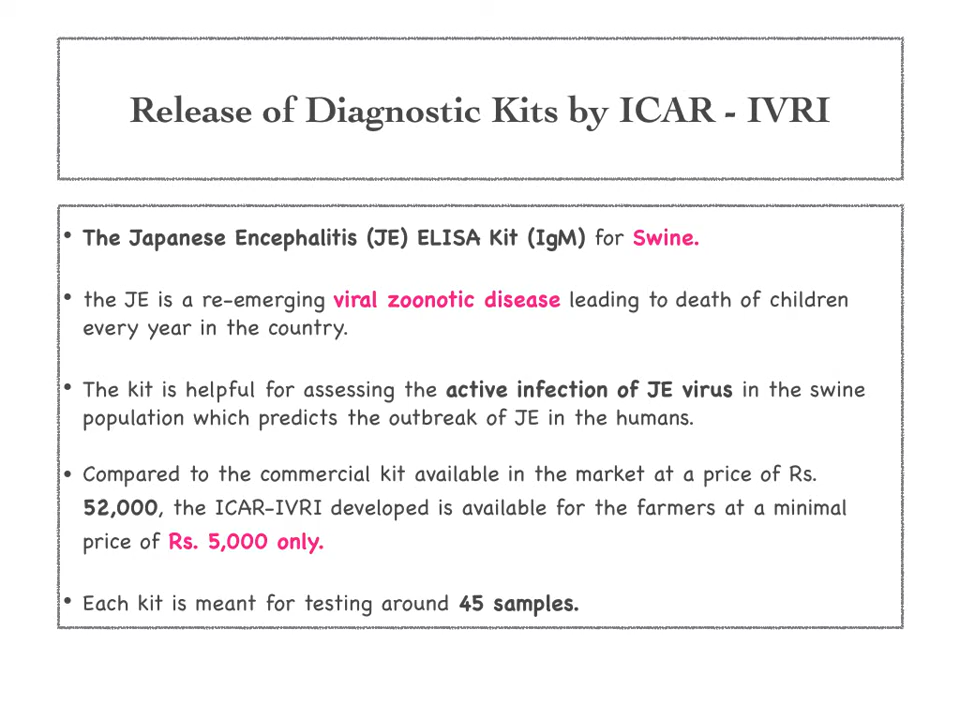 Release of Diagnostic Kits by ICAR - IVRI
• The Japanese Encephalitis (JE) ELISA Kit (IgM) for Swine.
• the JE is a re-emerging viral zoonotic disease leading to death of children
every year in the country.
• The kit is helpful for assessing the active infection of JE virus in the swine
population which predicts the outbreak of JE in the humans.
• Compared to the commercial kit available in the market at a price of Rs.
52,000, the ICAR-IVRI developed is available for the farmers at a minimal
price of Rs. 5,000 only.
• Each kit is meant for testing around 45 samples.